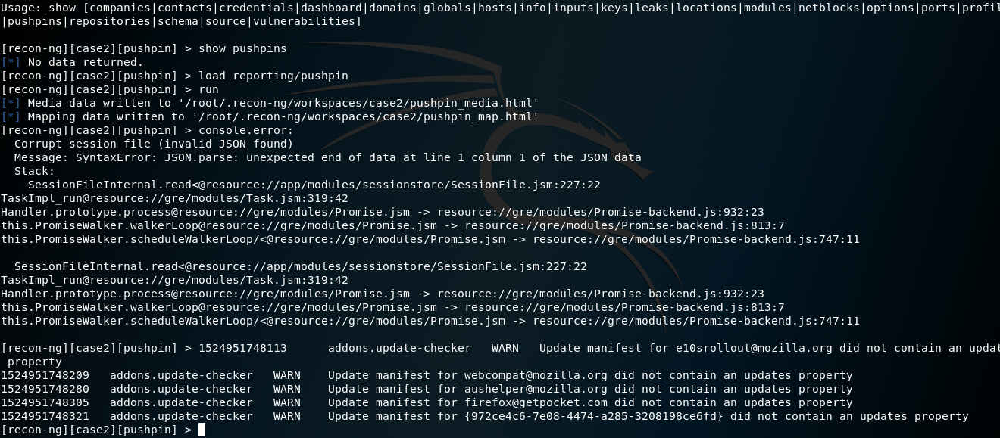 Usage: show [companies|contacts|credentials|dashboard|domains|globals|hosts|info|inputs|keys|leaks|locations|modules|netblocks|options|ports|profil
|pushpins|repositories|schema|source|vulnerabilities]
[recon-ng][case2][pushpin] > show pushpins
[*] No data returned.
[recon-ng][case2][pushpin] > load reporting/pushpin
[recon-ng][case2][pushpin] > run
[*] Media data written to '/root/.recon-ng/workspaces/case2/pushpin_media.html'
[*] Mapping data written to '/root/.recon-ng/workspaces/case2/pushpin_map.html'
[recon-ng][case2][pushpin] > console.error:
  Corrupt session file (invalid JSON found)
  Message: SyntaxError: JSON.parse: unexpected end of data at line 1 column 1 of the JSON data
  Stack:
    SessionFileInternal.read<@resource://app/modules/sessionstore/SessionFile.jsm:227:22
TaskImpl_run@resource://gre/modules/Task.jsm:319:42
Handler.prototype.process@resource://gre/modules/Promise.jsm -> resource://gre/modules/Promise-backend.js:932:23
this.PromiseWalker.walkerLoop@resource://gre/modules/Promise.jsm -> resource://gre/modules/Promise-backend.js:813:7
this.PromiseWalker.scheduleWalkerLoop/<@resource://gre/modules/Promise.jsm -> resource://gre/modules/Promise-backend.js:747:11
  SessionFileInternal.read<@resource://app/modules/sessionstore/SessionFile.jsm:227:22
TaskImpl_run@resource://gre/modules/Task.jsm:319:42
Handler.prototype.process@resource://gre/modules/Promise.jsm -> resource://gre/modules/Promise-backend.js:932:23
this.PromiseWalker.walkerLoop@resource://gre/modules/Promise.jsm -> resource://gre/modules/Promise-backend.js:813:7
this.PromiseWalker.scheduleWalkerLoop/<@resource://gre/modules/Promise.jsm -> resource://gre/modules/Promise-backend.js:747:11
[recon-ng][case2][pushpin] > 1524951748113      addons.update-checker   WARN   Update manifest for e10srollout@mozilla.org did not contain an updat
 property
1524951748209   addons.update-checker   WARN    Update manifest for webcompat@mozilla.org did not contain an updates property
1524951748280   addons.update-checker   WARN    Update manifest for aushelper@mozilla.org did not contain an updates property
1524951748305   addons.update-checker   WARN    Update manifest for firefox@getpocket.com did not contain an updates property
1524951748321   addons.update-checker   WARN    Update manifest for {972ce4c6-7e08-4474-a285-3208198ce6fd} did not contain an updates property
[recon-ng][case2][pushpin] >